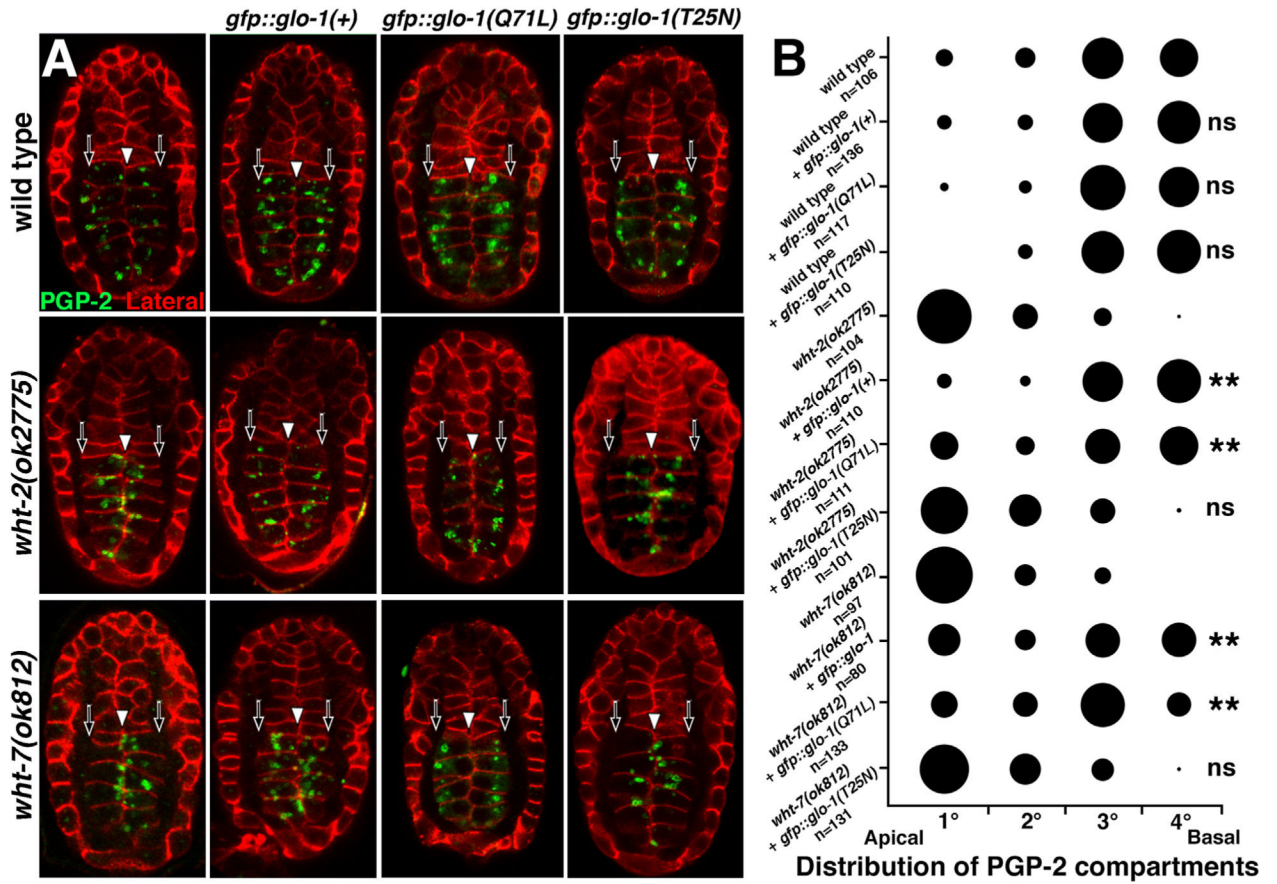 gfp::glo-1(+) gfp::glo-1(Q71L) gfp::glo-1(T25N)
A
wild type
PGP-2 Lateral
wht-2(ok2775)
wht-7(ok812)
B
wild type
n=106
wild type
+ gfp::glo-1(+)
n=136
ns
wild type
+ gfp::glo-1(Q71L)
n=117
ns
wild type
+ gfp::glo-1(T25N)
n=110
ns
wht-2(ok2775)
n=104
wht-2(ok2775)
+ gfp::glo-1(+)
n=110
**
wht-2(ok2775)
+ gfp::glo-1(Q71L)
n=111
**
wht-2(ok2775)
+ gfp::glo-1(T25N)
n=101
ns
wht-7(ok812)
n=97
wht-7(ok812)
+ gfp::glo-1
n=80
**
wht-7(ok812)
+ gfp::glo-1(Q71L)
n=133
**
wht-7(ok812)
+ gfp::glo-1(T25N)
n=131
ns
1° 2° 3° 4°
Apical Basal
Distribution of PGP-2 compartments